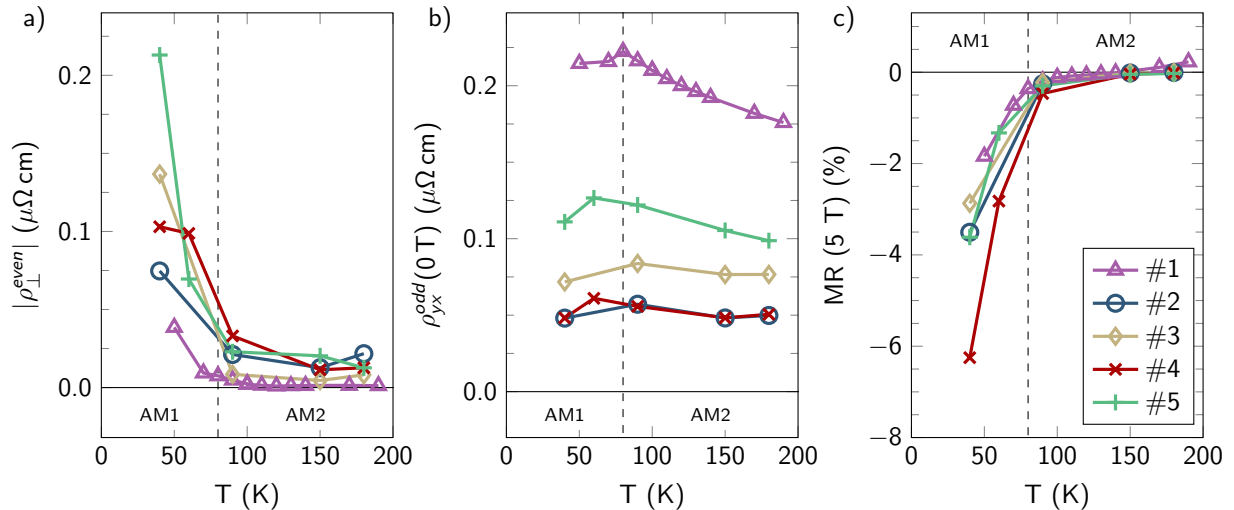 a)
0.2
0.1
0.0
|ρ⊥^even| (μΩ cm)
AM1
AM2
0 50 100 150 200
T (K)
b)
0.2
0.1
0.0
ρyx^odd(0 T) (μΩ cm)
AM1
AM2
0 50 100 150 200
T (K)
c)
AM1
AM2
0
−2
−4
−6
−8
MR (5 T) (%)
#1
#2
#3
#4
#5
0 50 100 150 200
T (K)